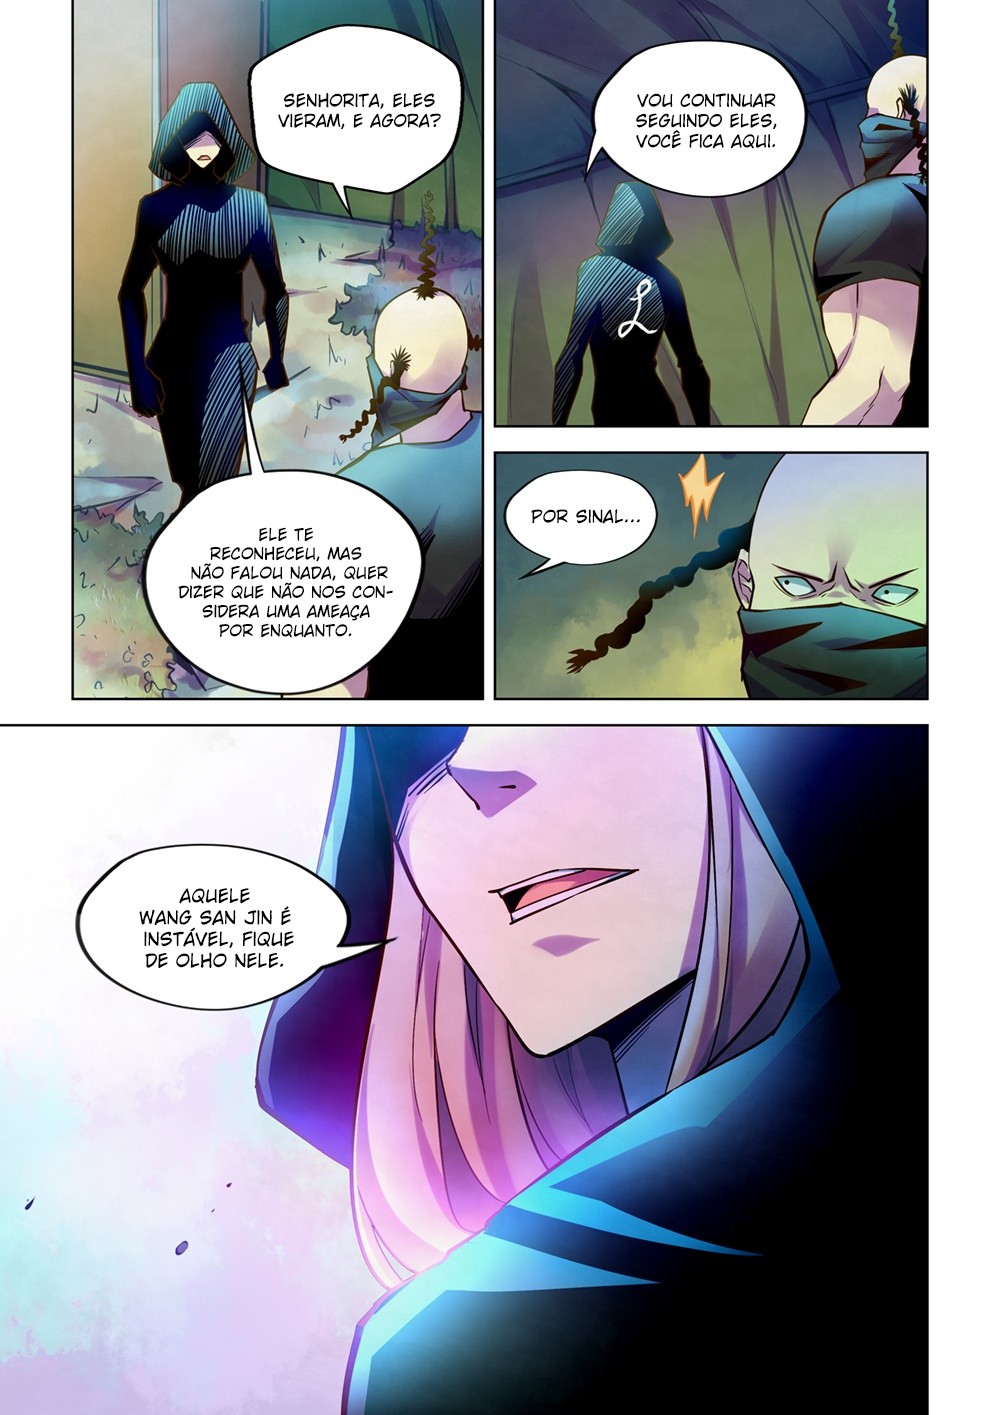 SENHORITA, ELES
VIERAM, E AGORA?
ELE TE
RECONHECEU, MAS
NÃO FALOU NADA, QUER
DIZER QUE NÃO NOS CON-
SIDERA UMA AMEAÇA
POR ENQUANTO.
VOU CONTINUAR
SEGUINDO ELES,
VOCÊ FICA AQUI.
L
POR SINAL...
AQUELE
WANG SAN JIN É
INSTÁVEL, FIQUE
DE OLHO NELE.